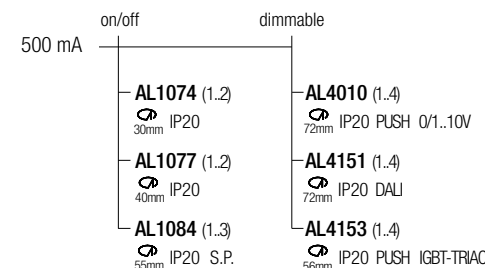 on/off dimmable
500 mA
AL1074 (1..2) AL4010 (1..4)
30mm IP20 72mm IP20 PUSH 0/1..10V
AL1077 (1..2) AL4151 (1..4)
40mm IP20 72mm IP20 DALI
AL1084 (1..3) AL4153 (1..4)
55mm IP20 S.P. 56mm IP20 PUSH IGBT-TRIAC